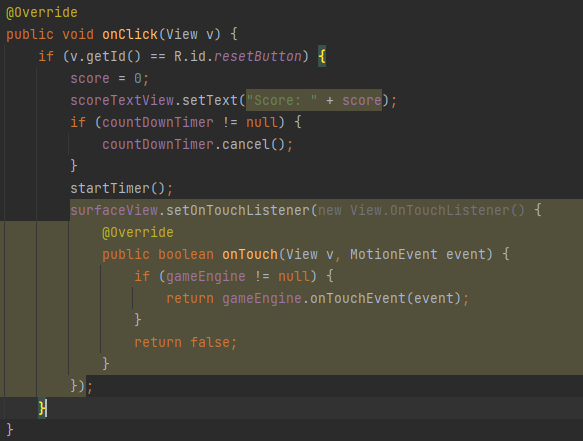 @Override
public void onClick(View v) {
    if (v.getId() == R.id.resetButton) {
        score = 0;
        scoreTextView.setText("Score: " + score);
        if (countDownTimer != null) {
            countDownTimer.cancel();
        }
        startTimer();
        surfaceView.setOnTouchListener(new View.OnTouchListener() {
            @Override
            public boolean onTouch(View v, MotionEvent event) {
                if (gameEngine != null) {
                    return gameEngine.onTouchEvent(event);
                }
                return false;
            }
        });
    }
}